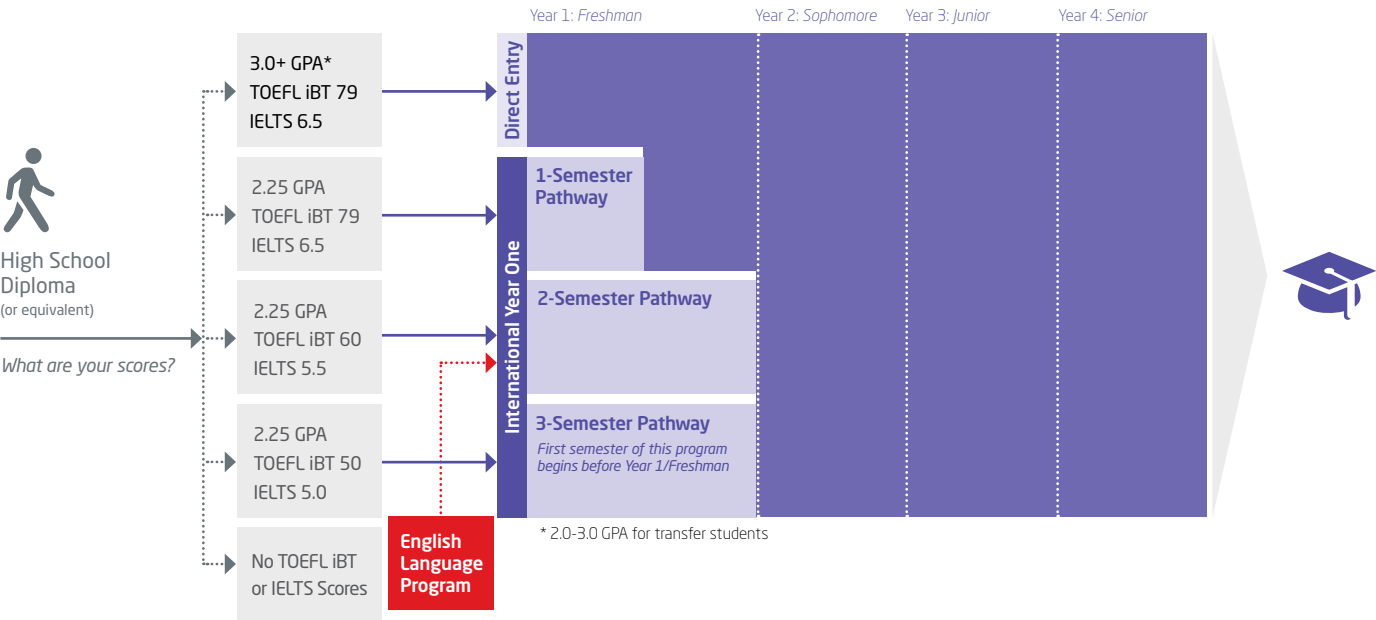 Year 1: Freshman
Year 2: Sophomore
Year 3: Junior
Year 4: Senior
High School
Diploma
(or equivalent)
What are your scores?
3.0+ GPA*
TOEFL iBT 79
IELTS 6.5
Direct Entry
2.25 GPA
TOEFL iBT 79
IELTS 6.5
International Year One
1-Semester
Pathway
2.25 GPA
TOEFL iBT 60
IELTS 5.5
2-Semester Pathway
2.25 GPA
TOEFL iBT 50
IELTS 5.0
3-Semester Pathway
First semester of this program
begins before Year 1/Freshman
No TOEFL iBT
or IELTS Scores
English
Language
Program
* 2.0-3.0 GPA for transfer students